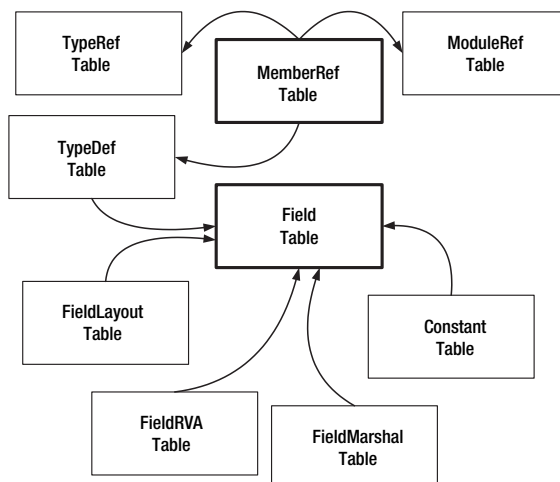 TypeRef
Table
MemberRef
Table
ModuleRef
Table
TypeDef
Table
Field
Table
FieldLayout
Table
Constant
Table
FieldRVA
Table
FieldMarshal
Table